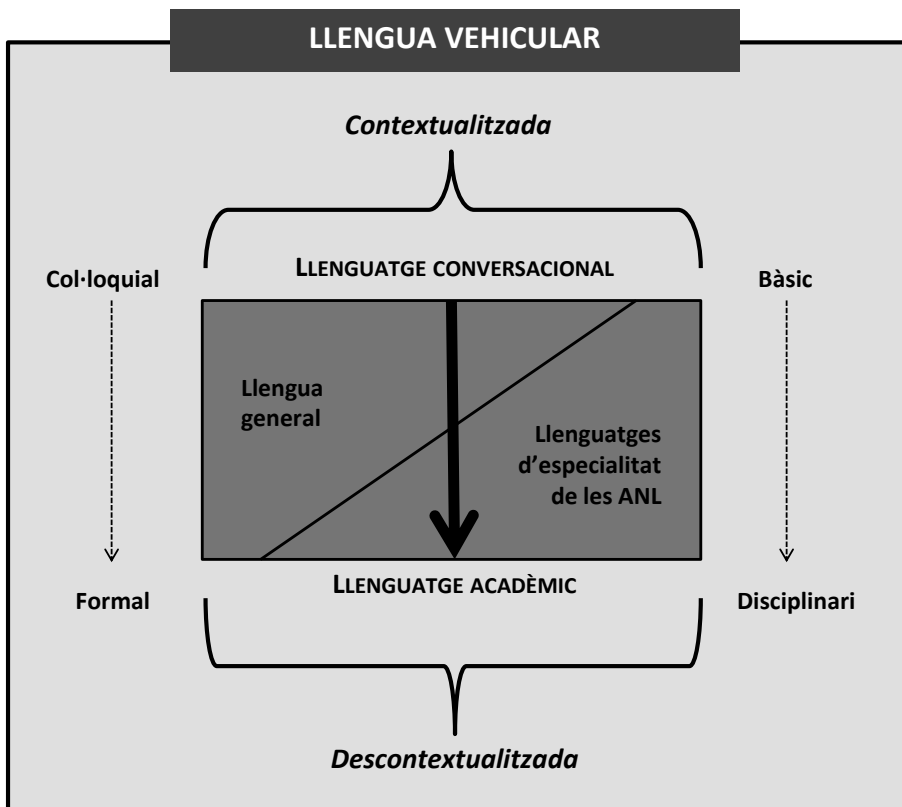 LLENGUA VEHICULAR
Contextualitzada
LLENGUATGE CONVERSACIONAL
Col·loquial
Bàsic
Llengua
general
Llenguatges
d’especialitat
de les ANL
LLENGUATGE ACADÈMIC
Formal
Disciplinari
Descontextualitzada